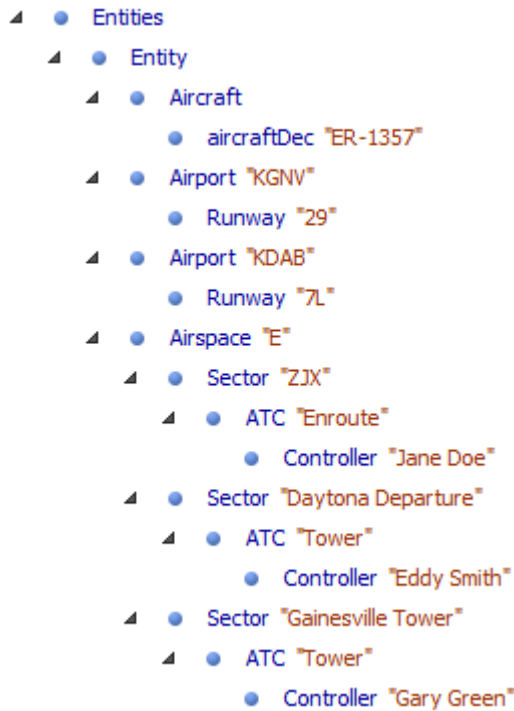 Entities
Entity
Aircraft
aircraftDec "ER-1357"
Airport "KGNV"
Runway "29"
Airport "KDAB"
Runway "7L"
Airspace "E"
Sector "ZJX"
ATC "Enroute"
Controller "Jane Doe"
Sector "Daytona Departure"
ATC "Tower"
Controller "Eddy Smith"
Sector "Gainesville Tower"
ATC "Tower"
Controller "Gary Green"